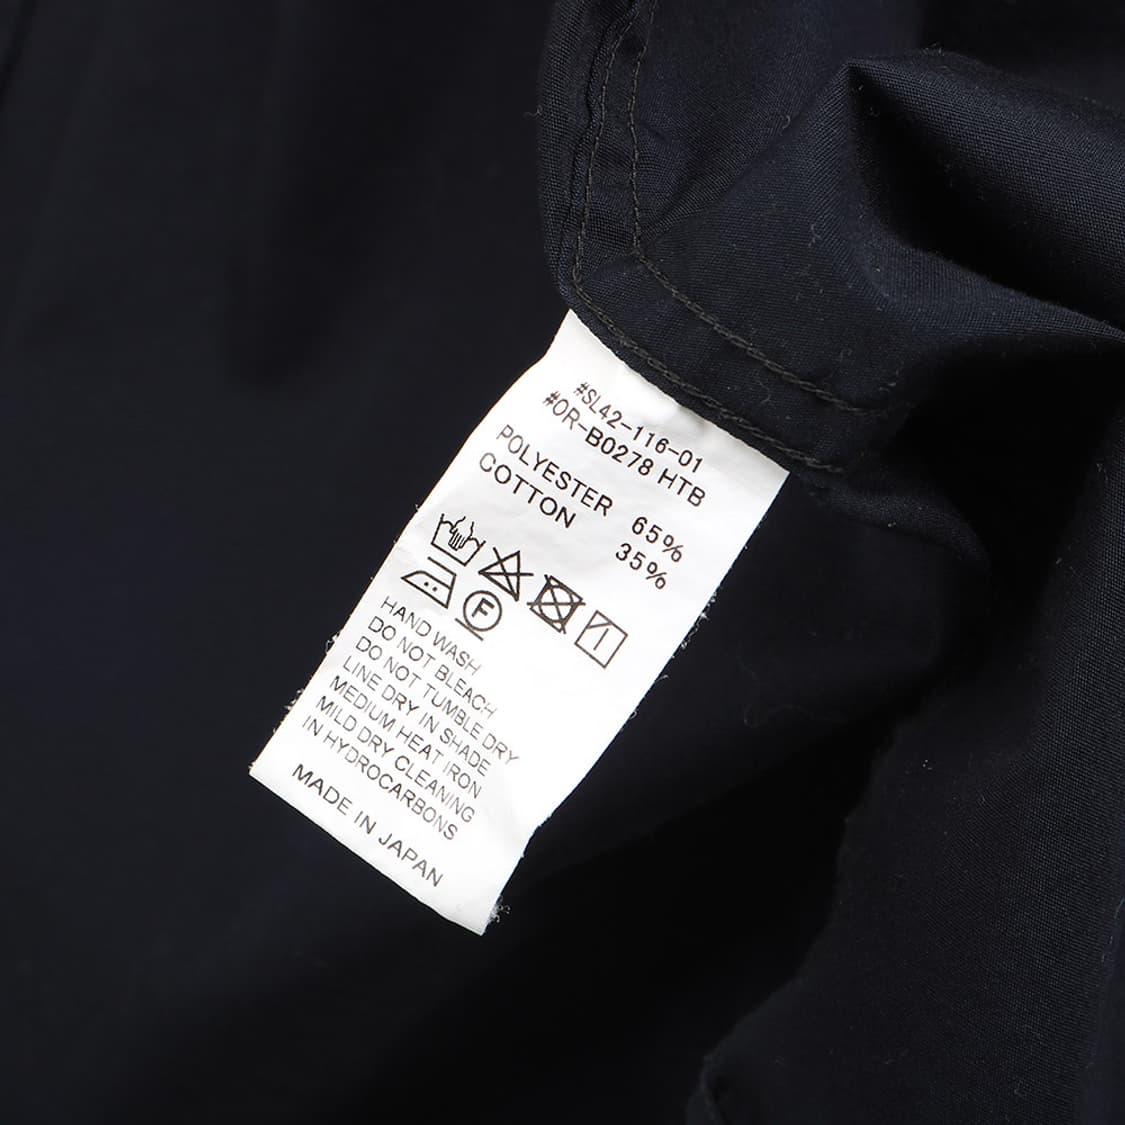 #SL42-116-01
#OR-B0278 HTB
POLYESTER 65%
COTTON 35%
F
HAND WASH
DO NOT BLEACH
DO NOT TUMBLE DRY
LINE DRY IN SHADE
MEDIUM HEAT IRON
MILD DRY CLEANING
IN HYDROCARBONS
MADE IN JAPAN